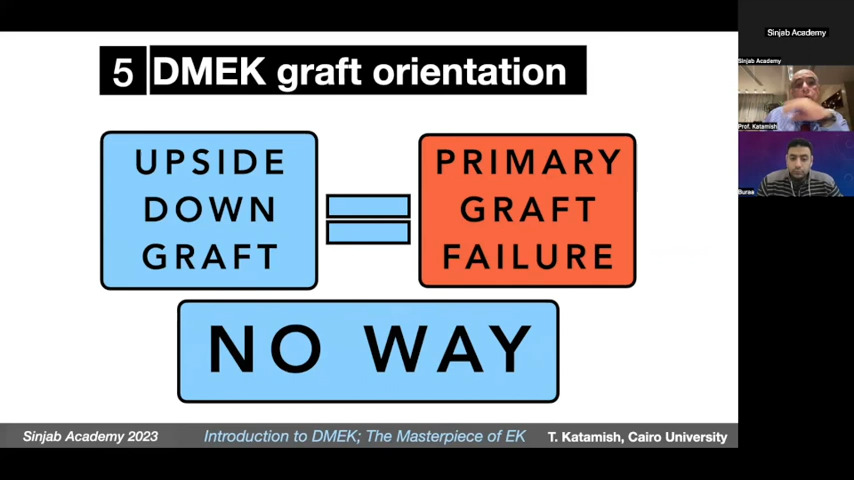 5 DMEK graft orientation
UPSIDE
DOWN
GRAFT
PRIMARY
GRAFT
FAILURE
NO WAY
Sinjab Academy 2023 Introduction to DMEK; The Masterpiece of EK T. Katamish, Cairo University
Sinjab Academy
Sinjab Academy
Prof. Katamish
Buraa